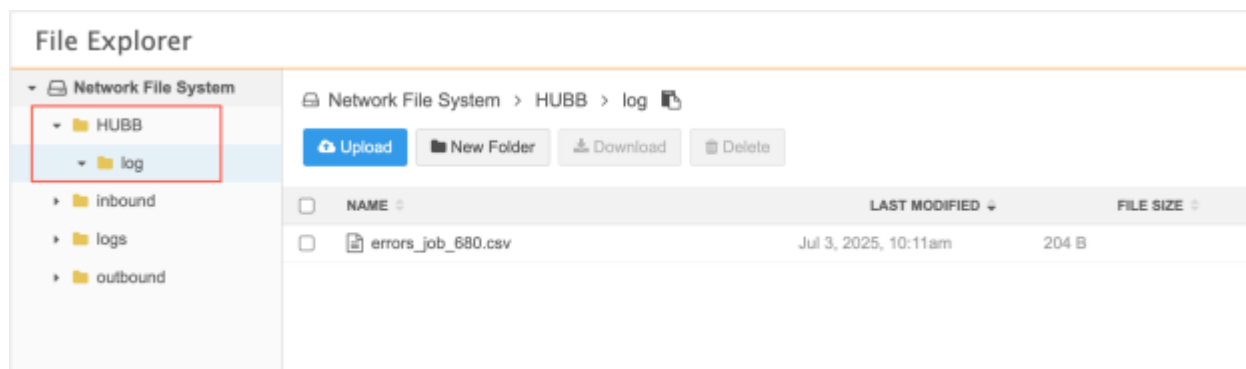 File Explorer
Network File System
HUBB
log
inbound
logs
outbound
Network File System > HUBB > log
Upload New Folder Download Delete
NAME LAST MODIFIED FILE SIZE
errors_job_680.csv Jul 3, 2025, 10:11am 204 B